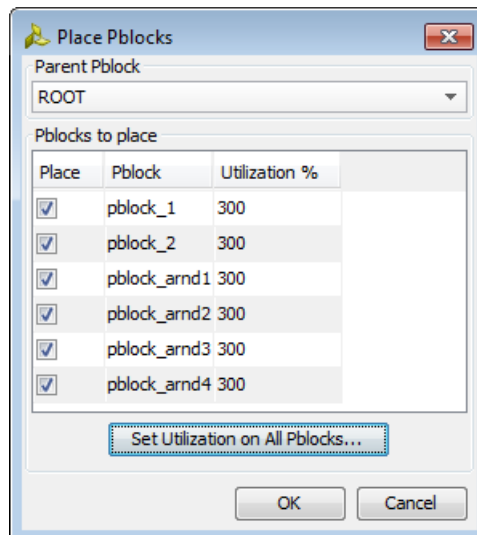 Place Pblocks
Parent Pblock
ROOT
Pblocks to place
Place Pblock Utilization %
pblock_1 300
pblock_2 300
pblock_arnd1 300
pblock_arnd2 300
pblock_arnd3 300
pblock_arnd4 300
Set Utilization on All Pblocks...
OK Cancel